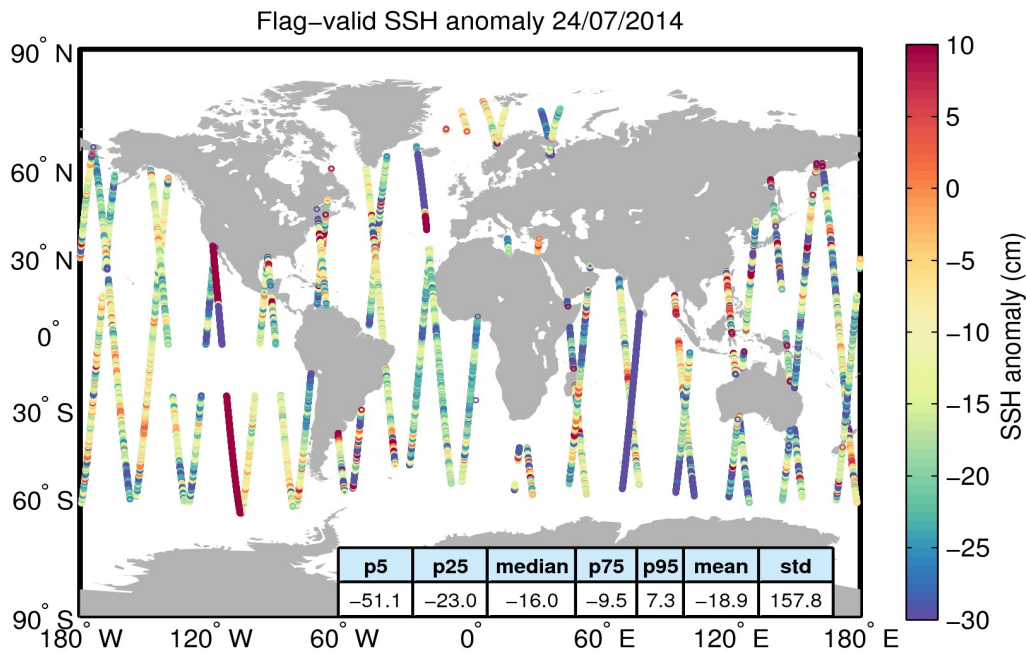 Flag−valid SSH anomaly 24/07/2014
90° N
60° N
30° N
0°
30° S
60° S
90° S
180° W
120° W
60° W
0°
60° E
120° E
180° E
p5 p25 median p75 p95 mean std
−51.1 −23.0 −16.0 −9.5 7.3 −18.9 157.8
10
5
0
−5
−10
−15
−20
−25
−30
SSH anomaly (cm)